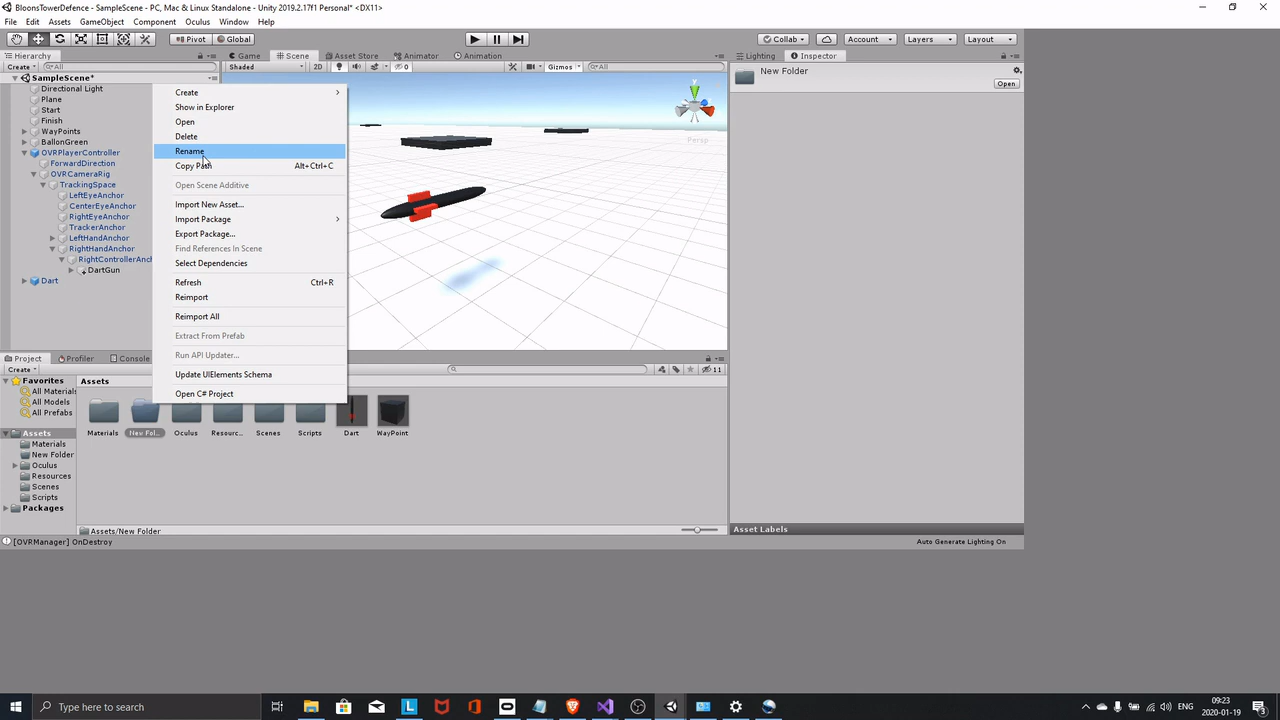 BloonsTowerDefence - SampleScene - PC, Mac & Linux Standalone - Unity 2019.2.17f1 Personal* <DX11>
File Edit Assets GameObject Component Oculus Window Help
Pivot Global Collab Account Layers Layout
Hierarchy Game Scene Asset Store Animator Animation Lighting Inspector
Create All Shaded 2D 0 Gizmos All
New Folder
Open
SampleScene*
Directional Light
Plane
Start
Finish
WayPoints
BallonGreen
OVRPlayerController
ForwardDirection
OVRCameraRig
TrackingSpace
LeftEyeAnchor
CenterEyeAnchor
RightEyeAnchor
TrackerAnchor
LeftHandAnchor
RightHandAnchor
RightControllerAnch
DartGun
Dart
Create
Show in Explorer
Open
Delete
Rename
Copy Path Alt+Ctrl+C
Open Scene Additive
Import New Asset...
Import Package
Export Package...
Find References In Scene
Select Dependencies
Refresh Ctrl+R
Reimport
Reimport All
Extract From Prefab
Run API Updater...
Update UIElements Schema
Open C# Project
y
Persp
Project Profiler Console
Create 11
Favorites
All Materials
All Models
All Prefabs
Assets
Materials
New Folder
Oculus
Resources
Scenes
Scripts
Packages
Assets
Materials New Fol... Oculus Resourc... Scenes Scripts Dart WayPoint
Assets/New Folder
Asset Labels
[OVRManager] OnDestroy
Auto Generate Lighting On
Type here to search
ENG
09:23
2020-01-19